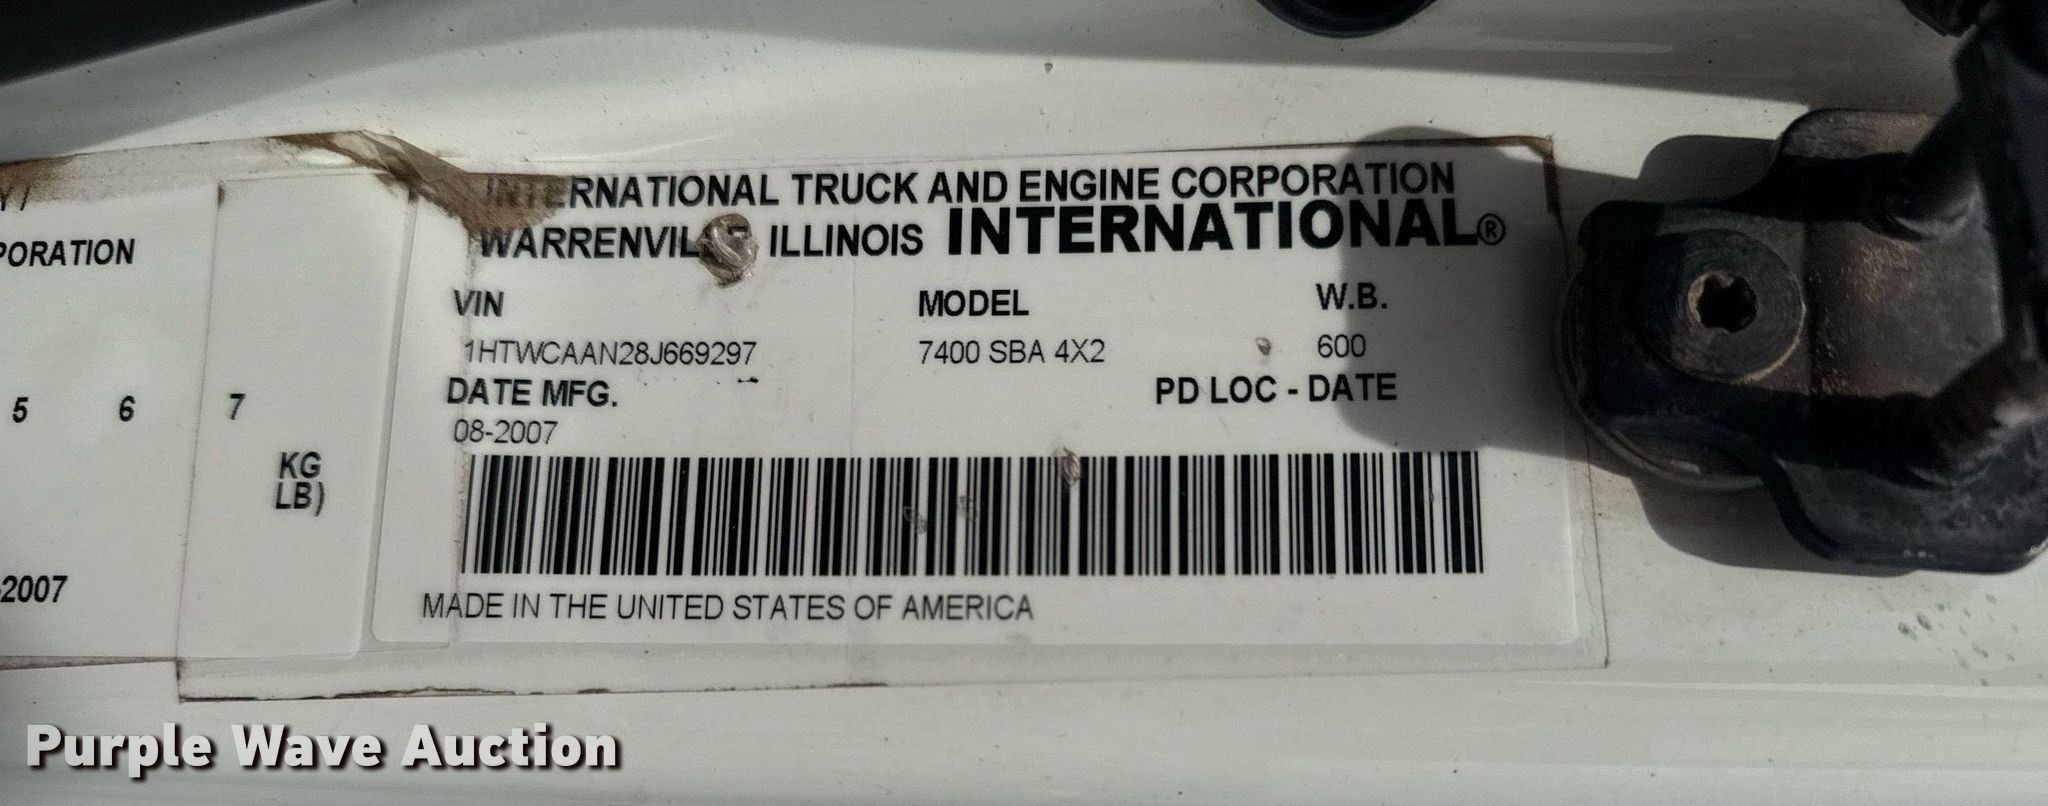 Y/
PORATION
5 6 7
KG
LB)
-2007
INTERNATIONAL TRUCK AND ENGINE CORPORATION
WARRENVILLE, ILLINOIS INTERNATIONAL®
VIN MODEL W.B.
1HTWCAAN28J669297 7400 SBA 4X2 600
DATE MFG. PD LOC - DATE
08-2007
MADE IN THE UNITED STATES OF AMERICA
Purple Wave Auction